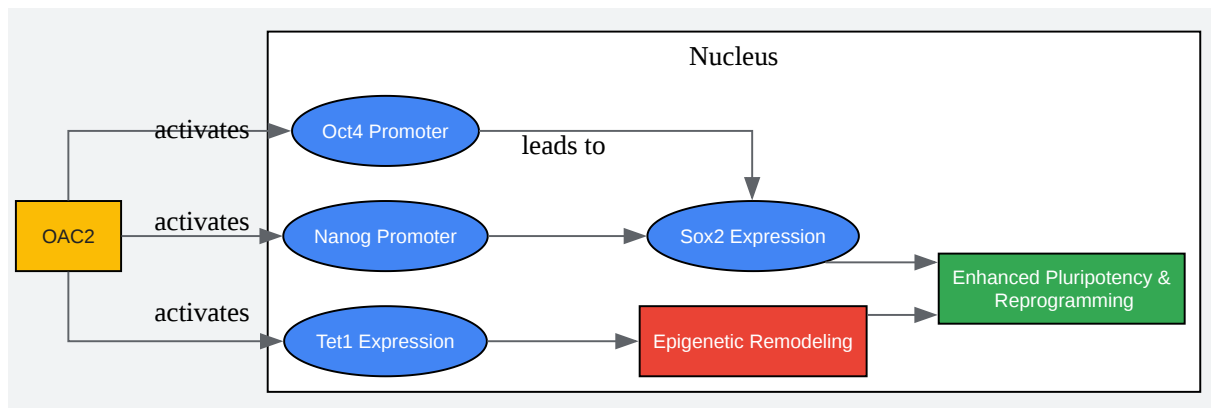 Nucleus
activates
Oct4 Promoter
leads to
OAC2
activates
Nanog Promoter
Sox2 Expression
Enhanced Pluripotency &
Reprogramming
activates
Tet1 Expression
Epigenetic Remodeling